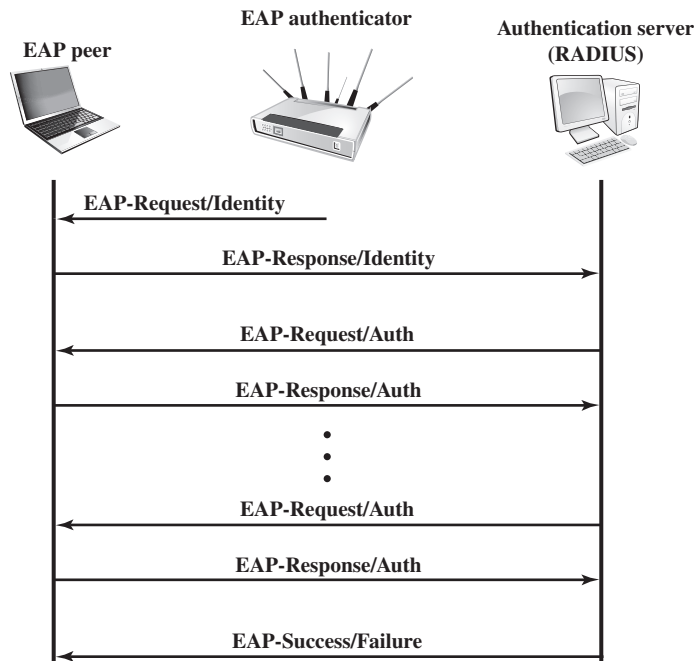 EAP peer
EAP authenticator
Authentication server
(RADIUS)
EAP-Request/Identity
EAP-Response/Identity
EAP-Request/Auth
EAP-Response/Auth
EAP-Request/Auth
EAP-Response/Auth
EAP-Success/Failure